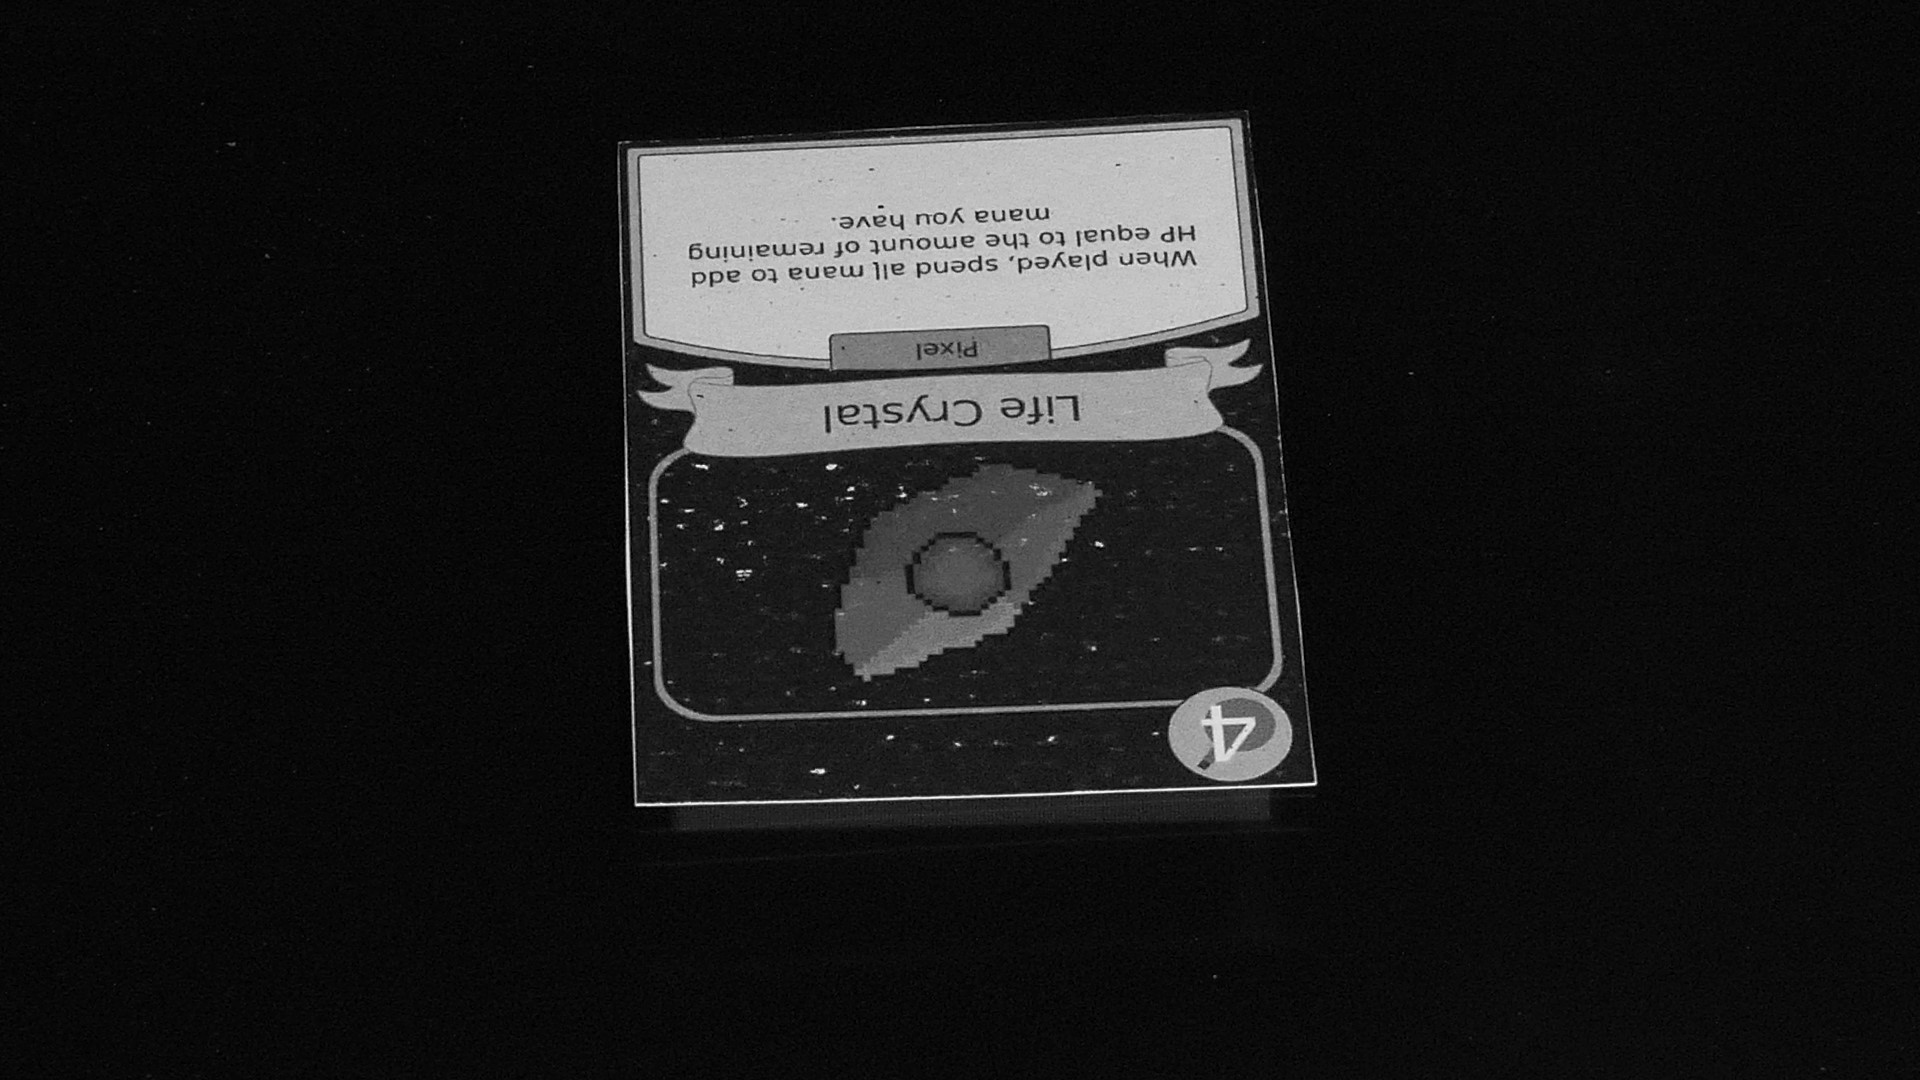 4
Life Crystal
Pixel
When played, spend all mana to add
HP equal to the amount of remaining
mana you have.